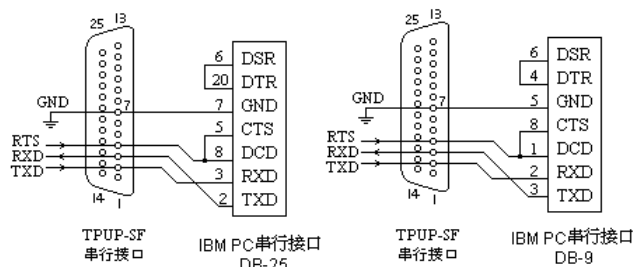 25 13
GND
7
RTS
RXD
TXD
14 1
TPUP-SF
串行接口
6 DSR
20 DTR
7 GND
5 CTS
8 DCD
3 RXD
2 TXD
IBM PC串行接口
DB-25
25 13
GND
7
RTS
RXD
TXD
14 1
TPUP-SF
串行接口
6 DSR
4 DTR
5 GND
8 CTS
1 DCD
2 RXD
3 TXD
IBM PC串行接口
DB-9